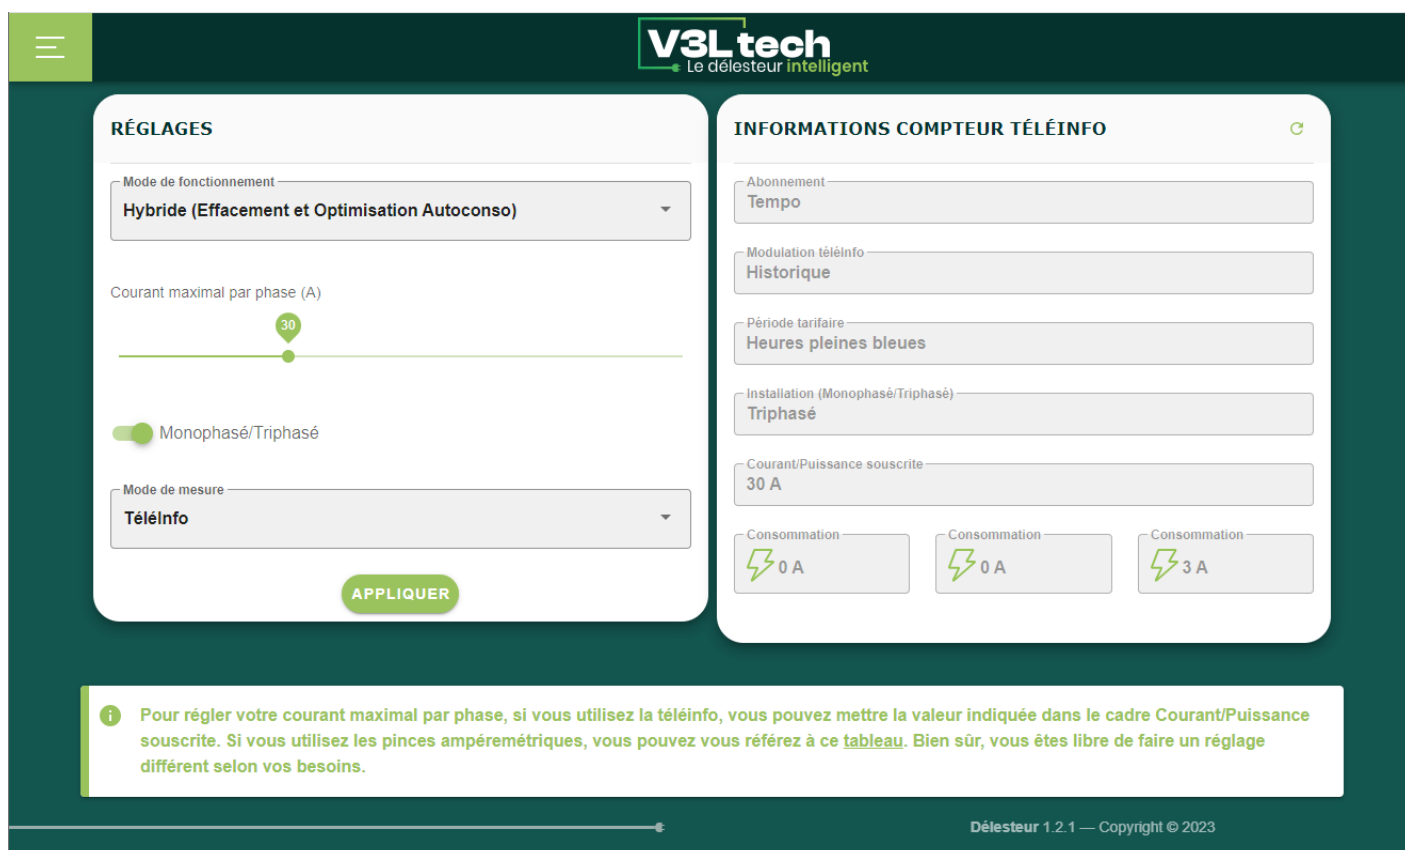 V3L tech
Le délesteur intelligent
RÉGLAGES
Mode de fonctionnement
Hybride (Effacement et Optimisation Autoconso)
Courant maximal par phase (A)
30
Monophasé/Triphasé
Mode de mesure
TéléInfo
APPLIQUER
INFORMATIONS COMPTEUR TÉLÉINFO
Abonnement
Tempo
Modulation téléInfo
Historique
Période tarifaire
Heures pleines bleues
Installation (Monophasé/Triphasé)
Triphasé
Courant/Puissance souscrite
30 A
Consommation
0 A
Consommation
0 A
Consommation
3 A
Pour régler votre courant maximal par phase, si vous utilisez la téléinfo, vous pouvez mettre la valeur indiquée dans le cadre Courant/Puissance
souscrite. Si vous utilisez les pinces ampéremétriques, vous pouvez vous référez à ce tableau. Bien sûr, vous êtes libre de faire un réglage
différent selon vos besoins.
Délesteur 1.2.1 — Copyright © 2023